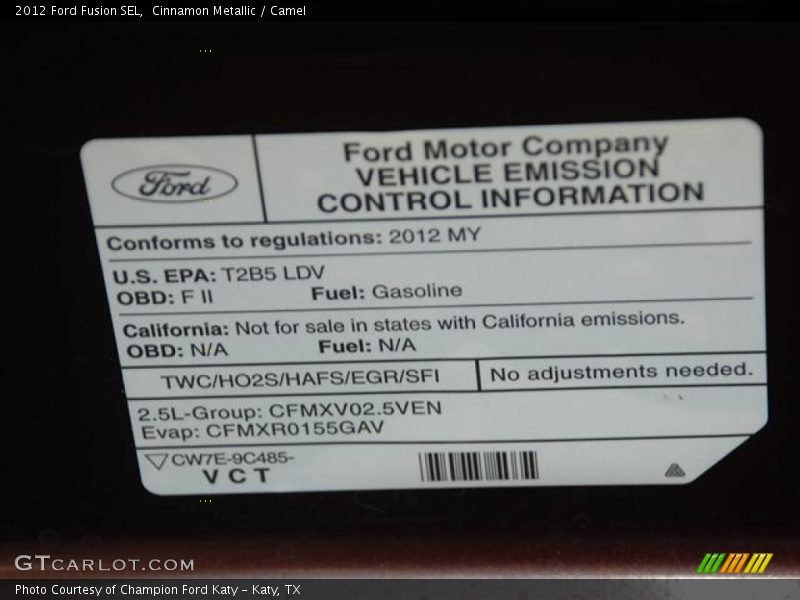 2012 Ford Fusion SEL,  Cinnamon Metallic / Camel
Ford
Ford Motor Company
VEHICLE EMISSION
CONTROL INFORMATION
Conforms to regulations: 2012 MY
U.S. EPA: T2B5 LDV
OBD: F II Fuel: Gasoline
California: Not for sale in states with California emissions.
OBD: N/A Fuel: N/A
TWC/HO2S/HAFS/EGR/SFI No adjustments needed.
2.5L-Group: CFMXV02.5VEN
Evap: CFMXR0155GAV
CW7E-9C485-
VCT
GTCARLOT.COM
Photo Courtesy of Champion Ford Katy - Katy, TX